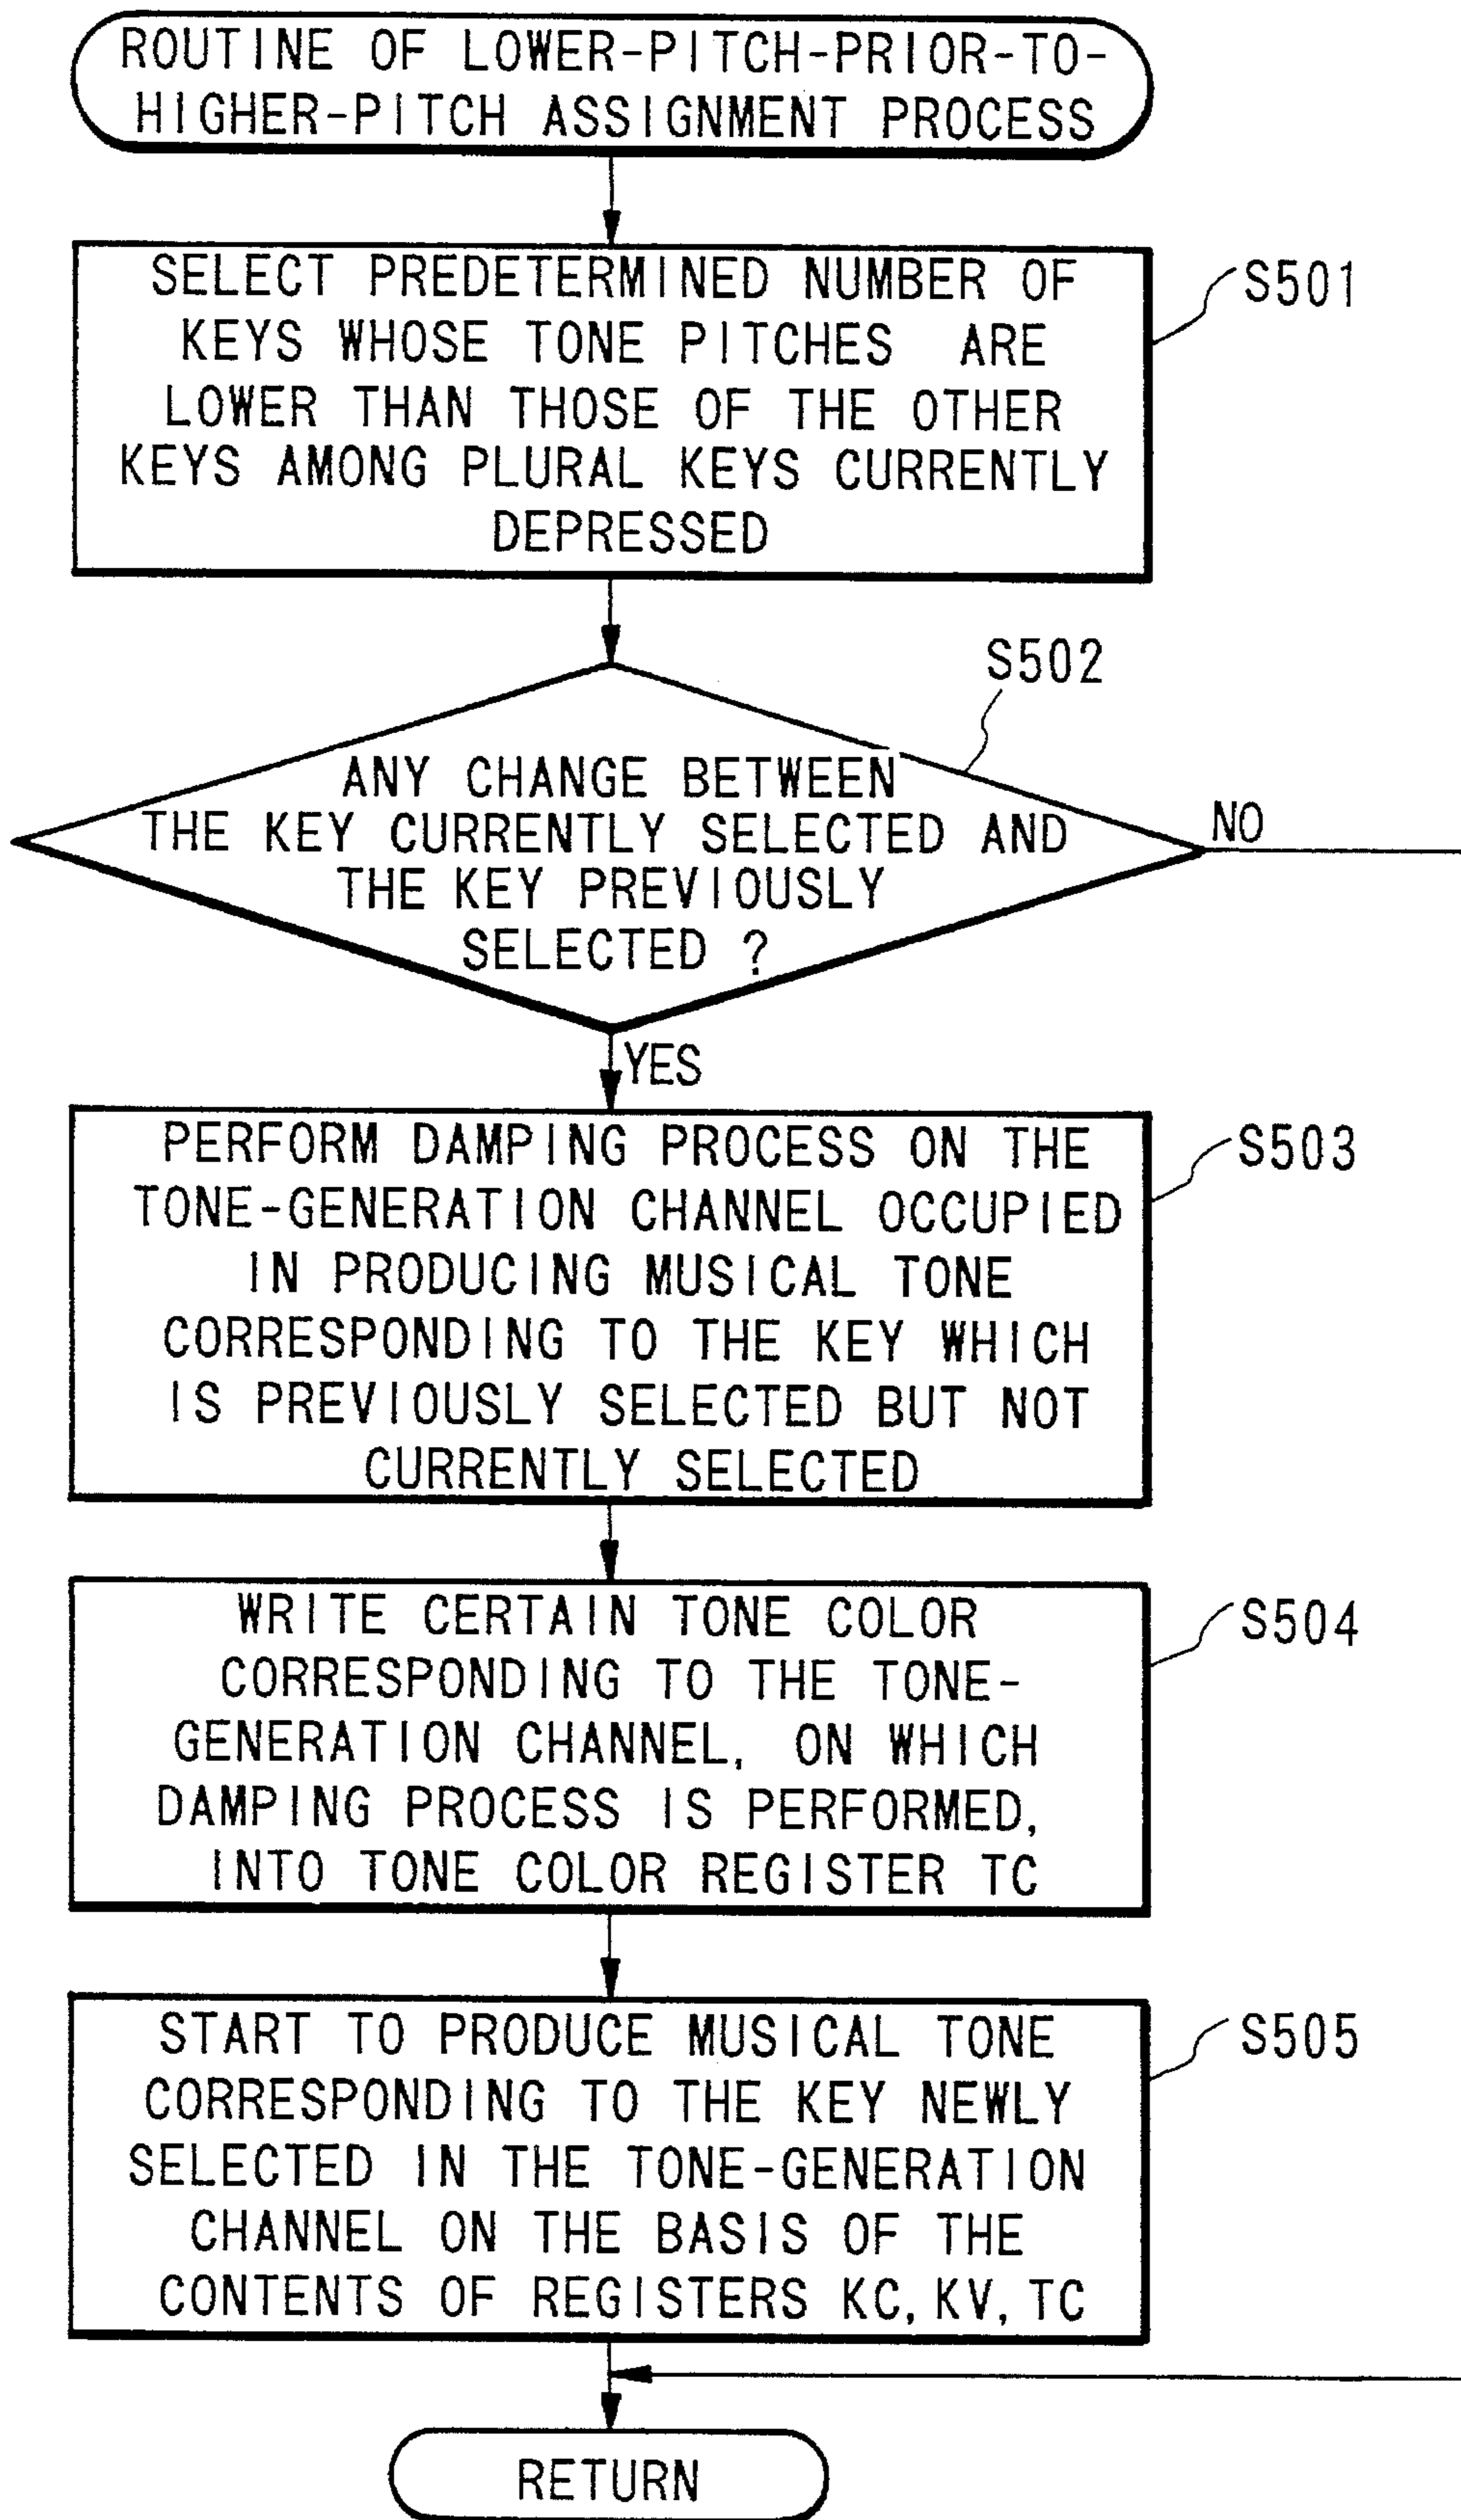 ROUTINE OF LOWER-PITCH-PRIOR-TO-
HIGHER-PITCH ASSIGNMENT PROCESS
SELECT PREDETERMINED NUMBER OF
KEYS WHOSE TONE PITCHES ARE
LOWER THAN THOSE OF THE OTHER
KEYS AMONG PLURAL KEYS CURRENTLY
DEPRESSED
S501
S502
ANY CHANGE BETWEEN
THE KEY CURRENTLY SELECTED AND
THE KEY PREVIOUSLY
SELECTED ?
NO
YES
PERFORM DAMPING PROCESS ON THE
TONE-GENERATION CHANNEL OCCUPIED
IN PRODUCING MUSICAL TONE
CORRESPONDING TO THE KEY WHICH
IS PREVIOUSLY SELECTED BUT NOT
CURRENTLY SELECTED
S503
WRITE CERTAIN TONE COLOR
CORRESPONDING TO THE TONE-
GENERATION CHANNEL, ON WHICH
DAMPING PROCESS IS PERFORMED,
INTO TONE COLOR REGISTER TC
S504
START TO PRODUCE MUSICAL TONE
CORRESPONDING TO THE KEY NEWLY
SELECTED IN THE TONE-GENERATION
CHANNEL ON THE BASIS OF THE
CONTENTS OF REGISTERS KC, KV, TC
S505
RETURN